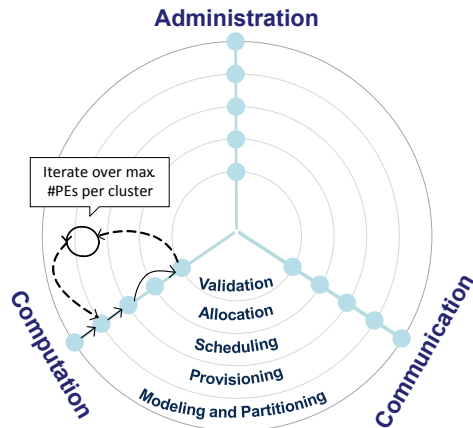 Administration
Iterate over max.
#PEs per cluster
Computation
Communication
Validation
Allocation
Scheduling
Provisioning
Modeling and Partitioning